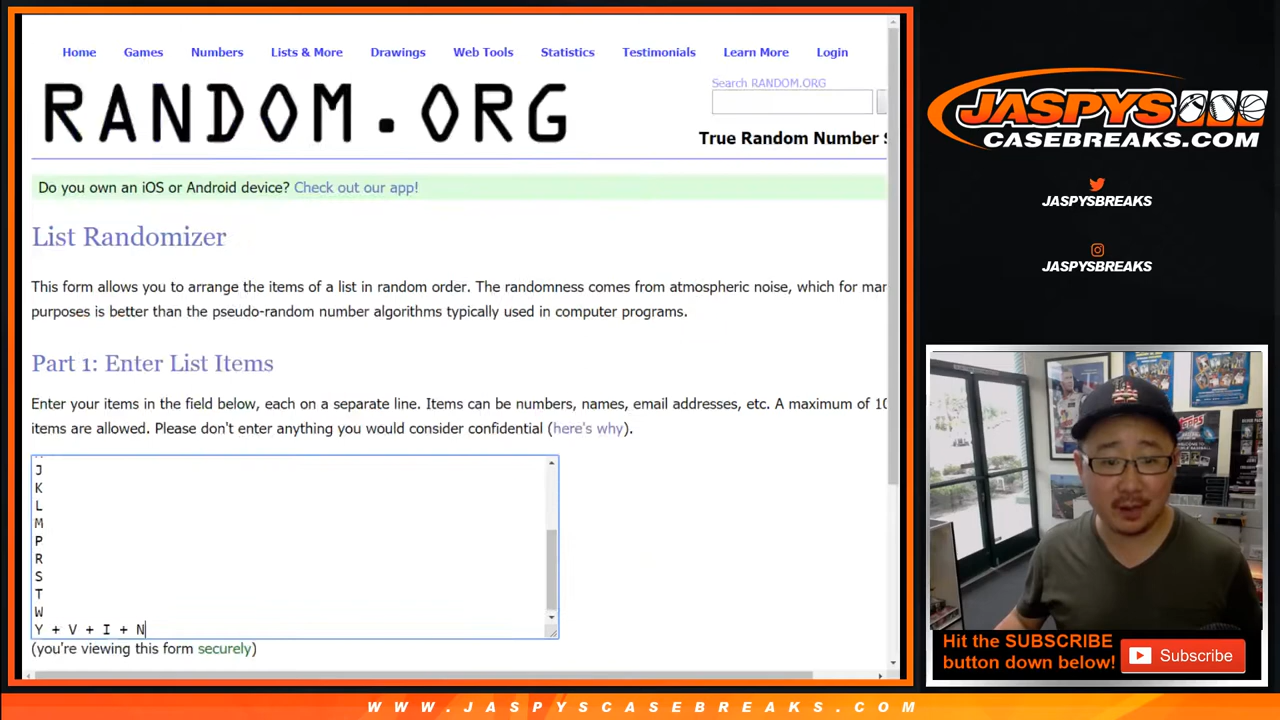 Home Games Numbers Lists & More Drawings Web Tools Statistics Testimonials Learn More Login
Search RANDOM.ORG
RANDOM.ORG
True Random Number S
Do you own an iOS or Android device? Check out our app!
List Randomizer
This form allows you to arrange the items of a list in random order. The randomness comes from atmospheric noise, which for mar
purposes is better than the pseudo-random number algorithms typically used in computer programs.
Part 1: Enter List Items
Enter your items in the field below, each on a separate line. Items can be numbers, names, email addresses, etc. A maximum of 10
items are allowed. Please don't enter anything you would consider confidential (here's why).
J
K
L
M
P
R
S
T
W
Y + V + I + N
(you're viewing this form securely)
JASPYS
CASEBREAKS.COM
JASPYSBREAKS
JASPYSBREAKS
Hit the SUBSCRIBE
button down below!
Subscribe
WWW.JASPYSCASEBREAKS.COM